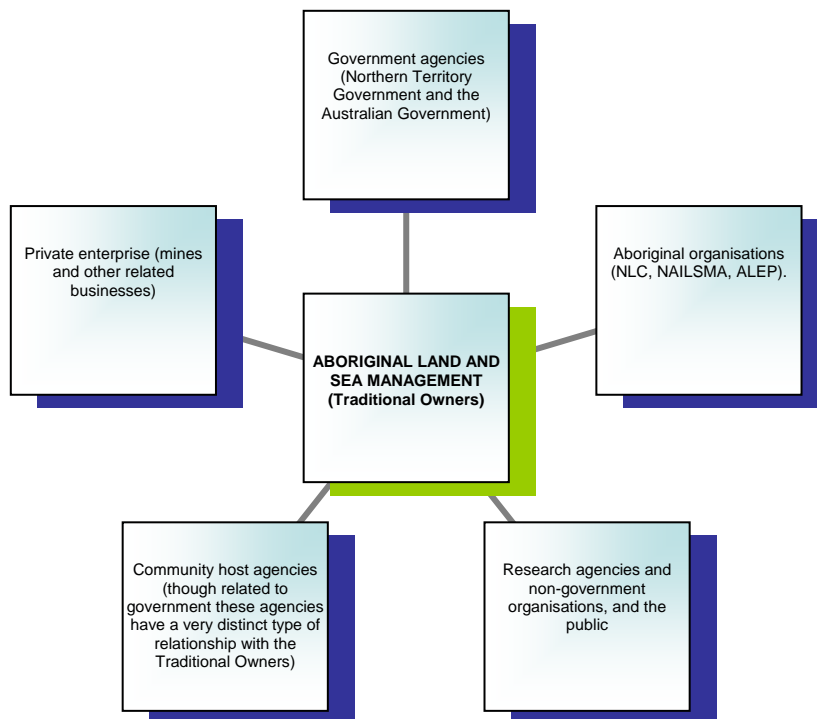 Government agencies
(Northern Territory
Government and the
Australian Government)
Private enterprise (mines
and other related
businesses)
Aboriginal organisations
(NLC, NAILSMA, ALEP).
ABORIGINAL LAND AND
SEA MANAGEMENT
(Traditional Owners)
Community host agencies
(though related to
government these agencies
have a very distinct type of
relationship with the
Traditional Owners)
Research agencies and
non-government
organisations, and the
public